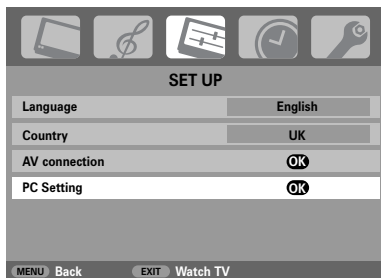 SET UP
Language English
Country UK
AV connection OK
PC Setting OK
MENU Back EXIT Watch TV